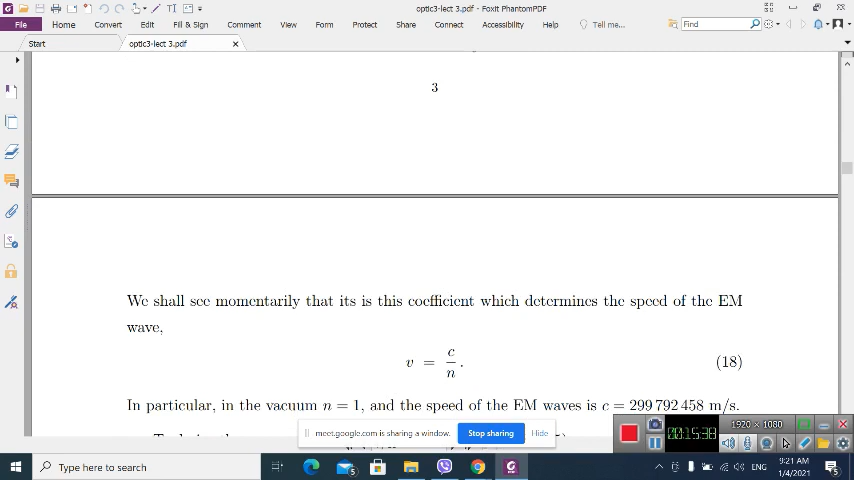 optic3-lect 3.pdf - Foxit PhantomPDF
File Home Convert Edit Fill & Sign Comment View Form Protect Share Connect Accessibility Help Tell me... Find
Start optic3-lect 3.pdf
3
We shall see momentarily that its is this coefficient which determines the speed of the EM
wave,
v = c/n . (18)
In particular, in the vacuum n = 1, and the speed of the EM waves is c = 299 792 458 m/s.
meet.google.com is sharing a window. Stop sharing Hide
1920 × 1080
00:15:38
Type here to search
5
ENG
9:21 AM
1/4/2021
5